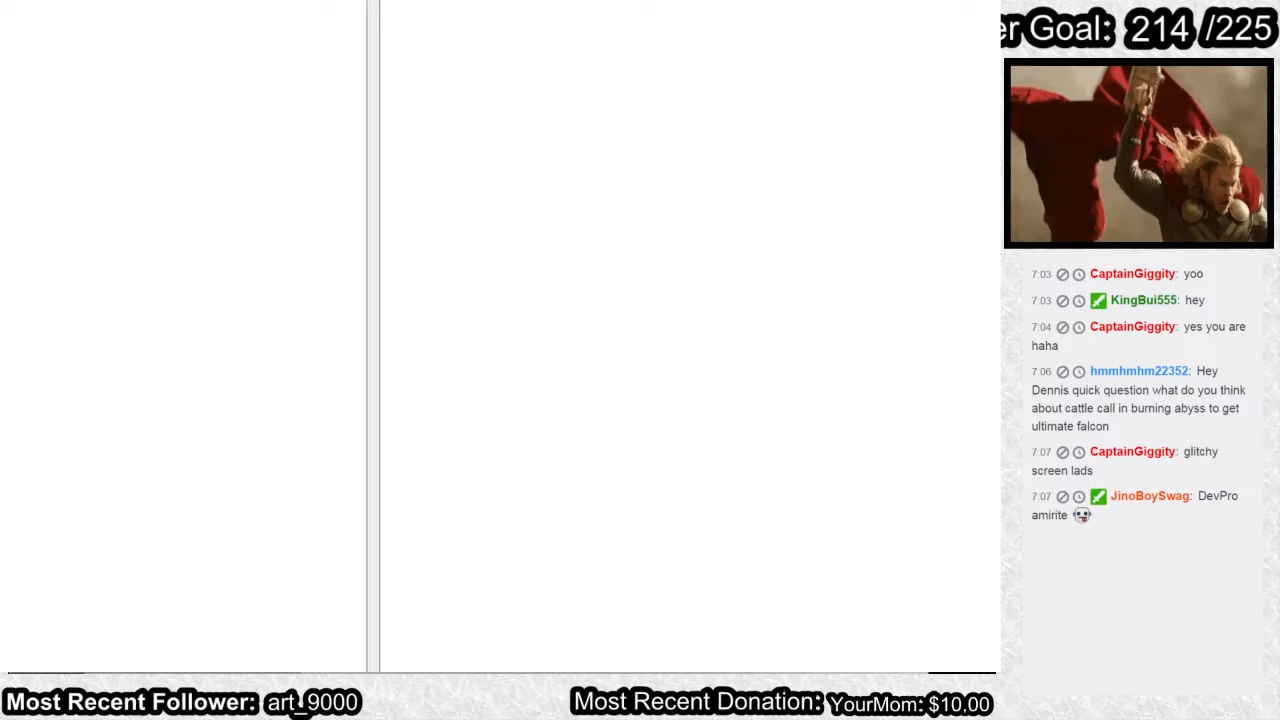 er Goal: 214 /225
7:03 CaptainGiggity: yoo
7:03 KingBui555: hey
7:04 CaptainGiggity: yes you are
haha
7:06 hmmhmhm22352: Hey
Dennis quick question what do you think
about cattle call in burning abyss to get
ultimate falcon
7:07 CaptainGiggity: glitchy
screen lads
7:07 JinoBoySwag: DevPro
amirite
Most Recent Follower: art_9000
Most Recent Donation: YourMom: $10.00